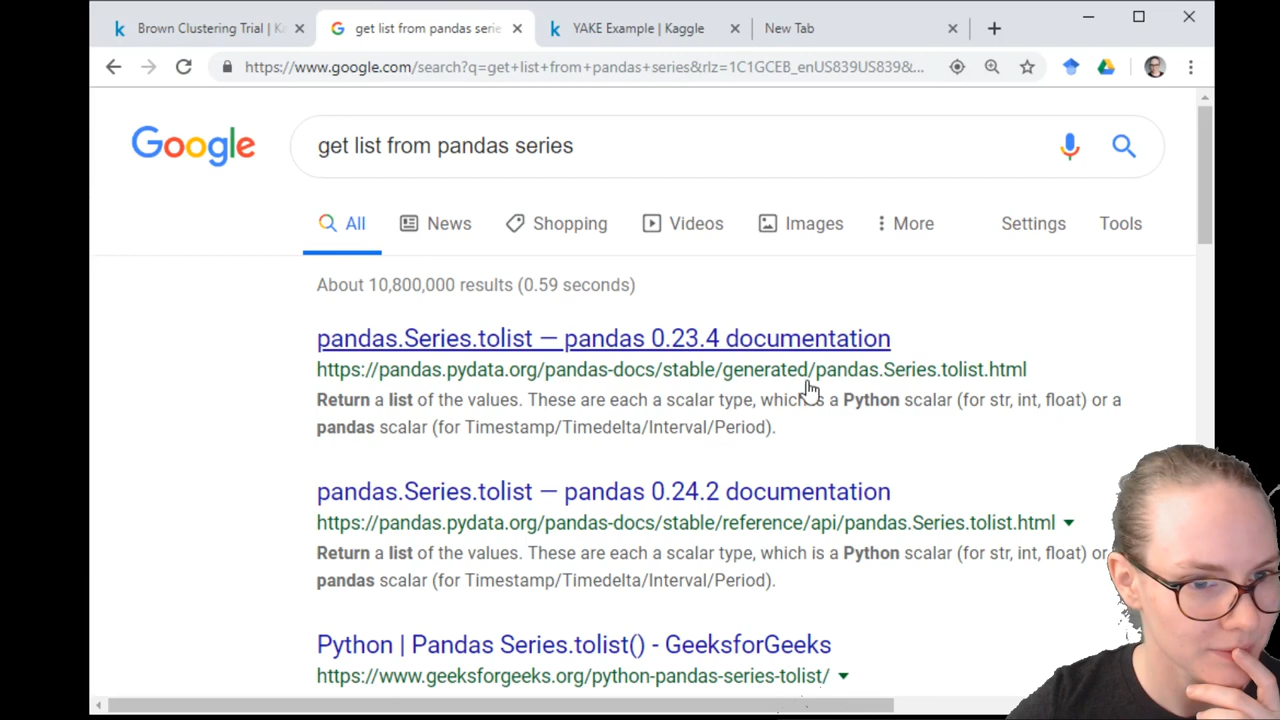 Brown Clustering Trial | K
get list from pandas serie
YAKE Example | Kaggle
New Tab
https://www.google.com/search?q=get+list+from+pandas+series&rlz=1C1GCEB_enUS839US839&...
Google
get list from pandas series
All
News
Shopping
Videos
Images
More
Settings
Tools
About 10,800,000 results (0.59 seconds)
pandas.Series.tolist — pandas 0.23.4 documentation
https://pandas.pydata.org/pandas-docs/stable/generated/pandas.Series.tolist.html
Return a list of the values. These are each a scalar type, which is a Python scalar (for str, int, float) or a
pandas scalar (for Timestamp/Timedelta/Interval/Period).
pandas.Series.tolist — pandas 0.24.2 documentation
https://pandas.pydata.org/pandas-docs/stable/reference/api/pandas.Series.tolist.html
Return a list of the values. These are each a scalar type, which is a Python scalar (for str, int, float) or
pandas scalar (for Timestamp/Timedelta/Interval/Period).
Python | Pandas Series.tolist() - GeeksforGeeks
https://www.geeksforgeeks.org/python-pandas-series-tolist/